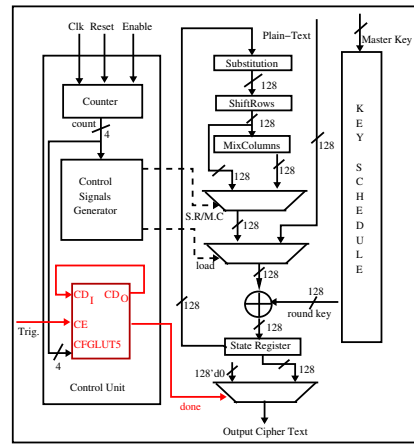 Clk Reset Enable
Plain-Text
Master Key
Substitution
128
ShiftRows
128
MixColumns
128
128
128
S.R/M.C
128
128
load
128
128
128
round key
128
State Register
128'd0
128
Output Cipher Text
Counter
count
4
Control
Signals
Generator
CD I
CD O
CE
CFGLUT5
Trig.
4
Control Unit
done
KEY SCHEDULE